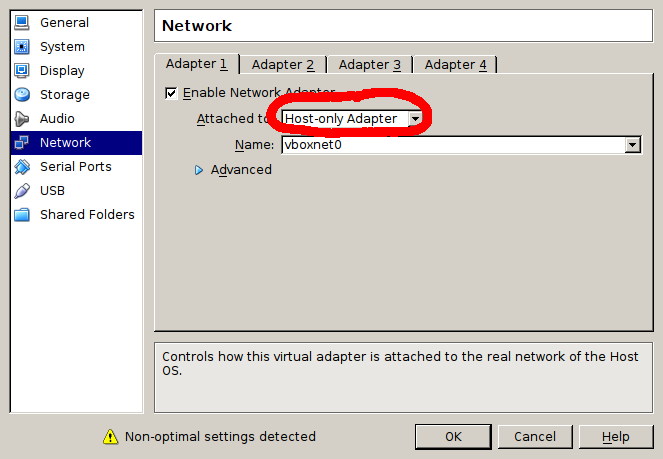 General
System
Display
Storage
Audio
Network
Serial Ports
USB
Shared Folders
Network
Adapter 1
Adapter 2
Adapter 3
Adapter 4
Enable Network Adapter
Attached to
Host-only Adapter
Name:
vboxnet0
Advanced
Controls how this virtual adapter is attached to the real network of the Host
OS.
Non-optimal settings detected
OK
Cancel
Help